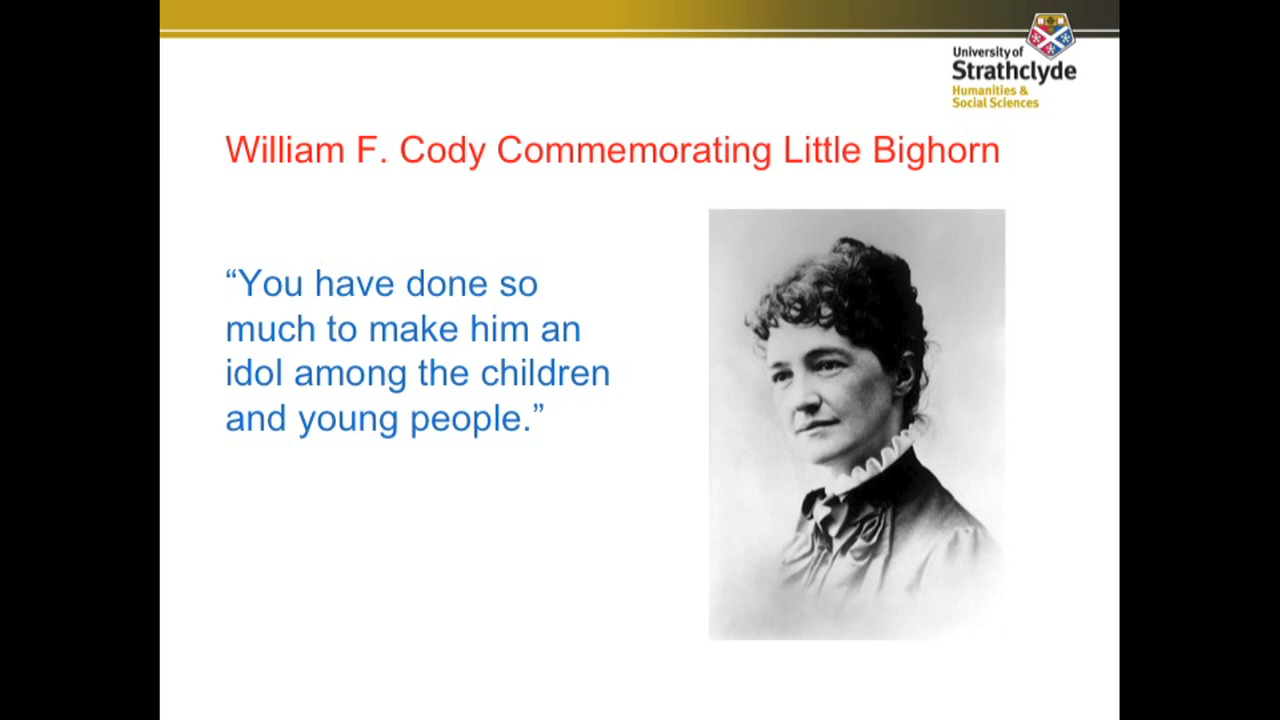 University of
Strathclyde
Humanities &
Social Sciences
William F. Cody Commemorating Little Bighorn
“You have done so
much to make him an
idol among the children
and young people.”